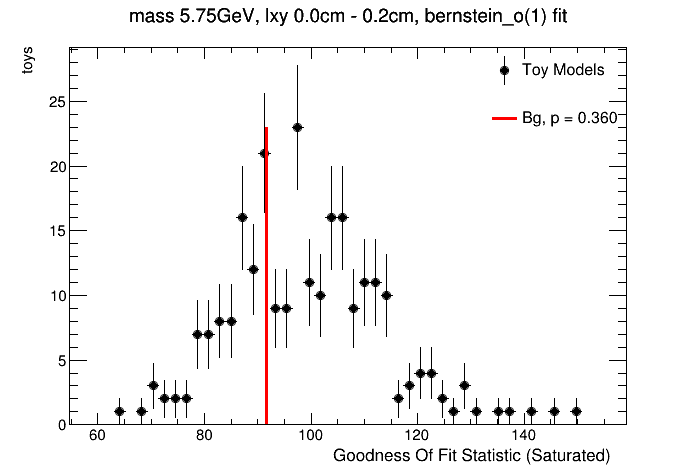 mass 5.75GeV, lxy 0.0cm - 0.2cm, bernstein_o(1) fit
toys
Toy Models
Bg, p = 0.360
25
20
15
10
5
0
60 80 100 120 140
Goodness Of Fit Statistic (Saturated)